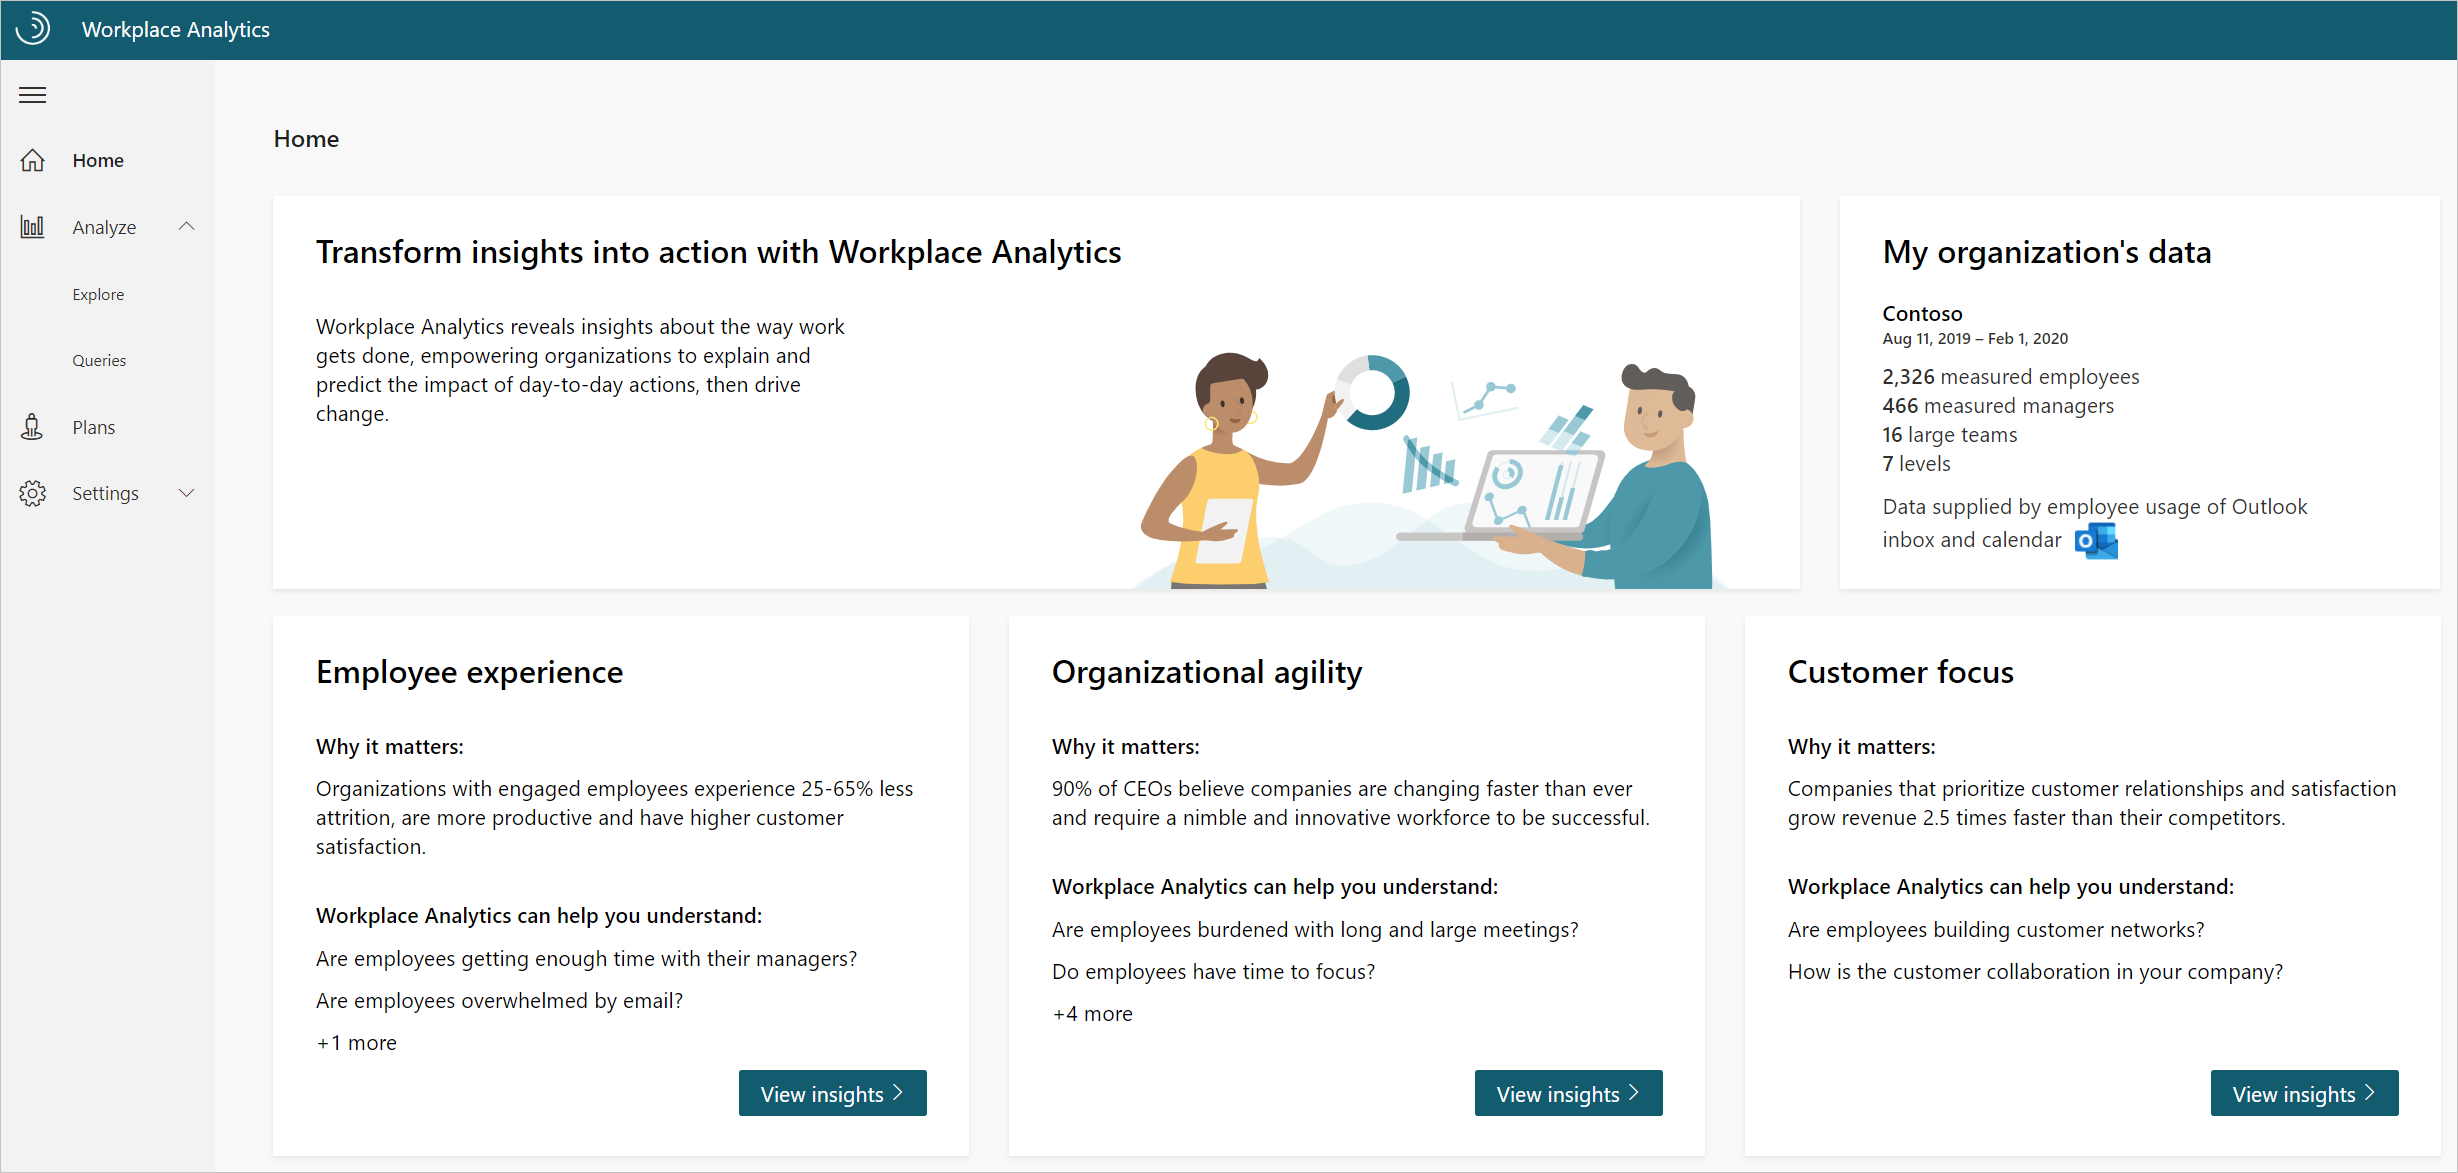 Workplace Analytics
Home
Analyze
Explore
Queries
Plans
Settings
Home
Transform insights into action with Workplace Analytics
Workplace Analytics reveals insights about the way work
gets done, empowering organizations to explain and
predict the impact of day-to-day actions, then drive
change.
My organization's data
Contoso
Aug 11, 2019 – Feb 1, 2020
2,326 measured employees
466 measured managers
16 large teams
7 levels
Data supplied by employee usage of Outlook
inbox and calendar
Employee experience
Why it matters:
Organizations with engaged employees experience 25-65% less
attrition, are more productive and have higher customer
satisfaction.
Workplace Analytics can help you understand:
Are employees getting enough time with their managers?
Are employees overwhelmed by email?
+1 more
View insights
Organizational agility
Why it matters:
90% of CEOs believe companies are changing faster than ever
and require a nimble and innovative workforce to be successful.
Workplace Analytics can help you understand:
Are employees burdened with long and large meetings?
Do employees have time to focus?
+4 more
View insights
Customer focus
Why it matters:
Companies that prioritize customer relationships and satisfaction
grow revenue 2.5 times faster than their competitors.
Workplace Analytics can help you understand:
Are employees building customer networks?
How is the customer collaboration in your company?
View insights